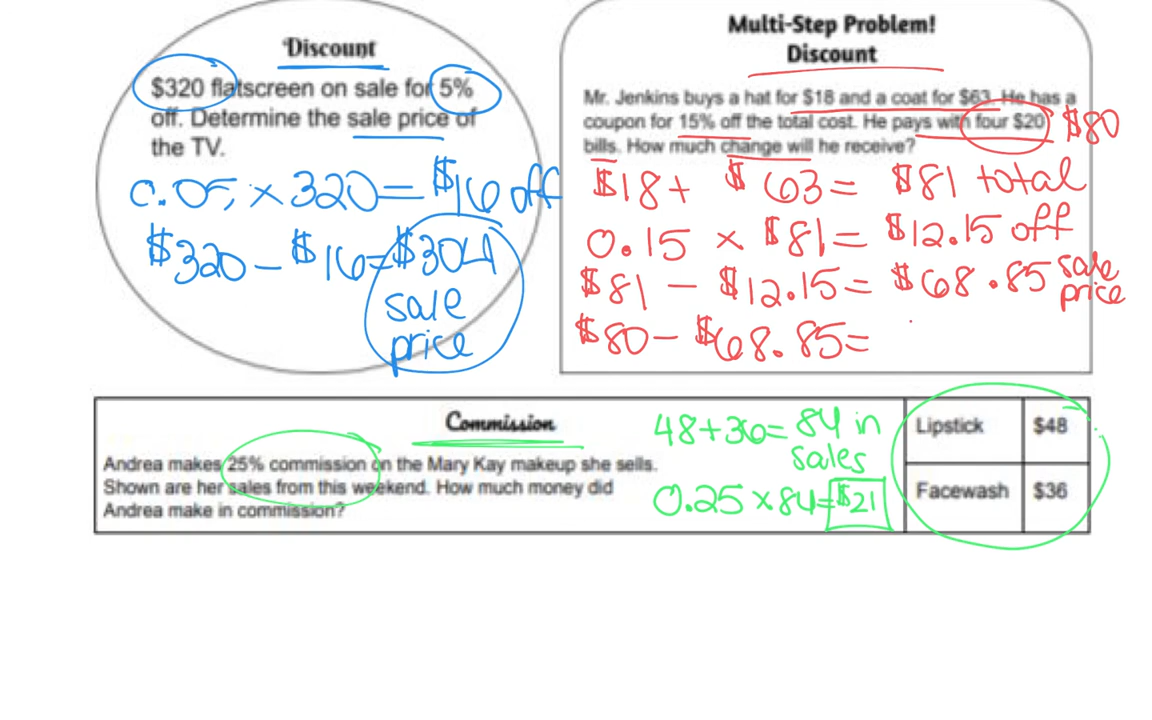 Discount
$320 flatscreen on sale for 5%
off. Determine the sale price of
the TV.
0.05 × 320 = $16 off
$320 - $16 = $304
sale
price
Multi-Step Problem!
Discount
Mr. Jenkins buys a hat for $18 and a coat for $63. He has a
coupon for 15% off the total cost. He pays with four $20
bills. How much change will he receive?
$80
$18 + $63 = $81 total
0.15 × $81 = $12.15 off
$81 - $12.15 = $68.85 sale
price
$80 - $68.85 =
Commission
Andrea makes 25% commission on the Mary Kay makeup she sells.
Shown are her sales from this weekend. How much money did
Andrea make in commission?
48+36= 84 in
sales
0.25 × 84 = $21
Lipstick $48
Facewash $36